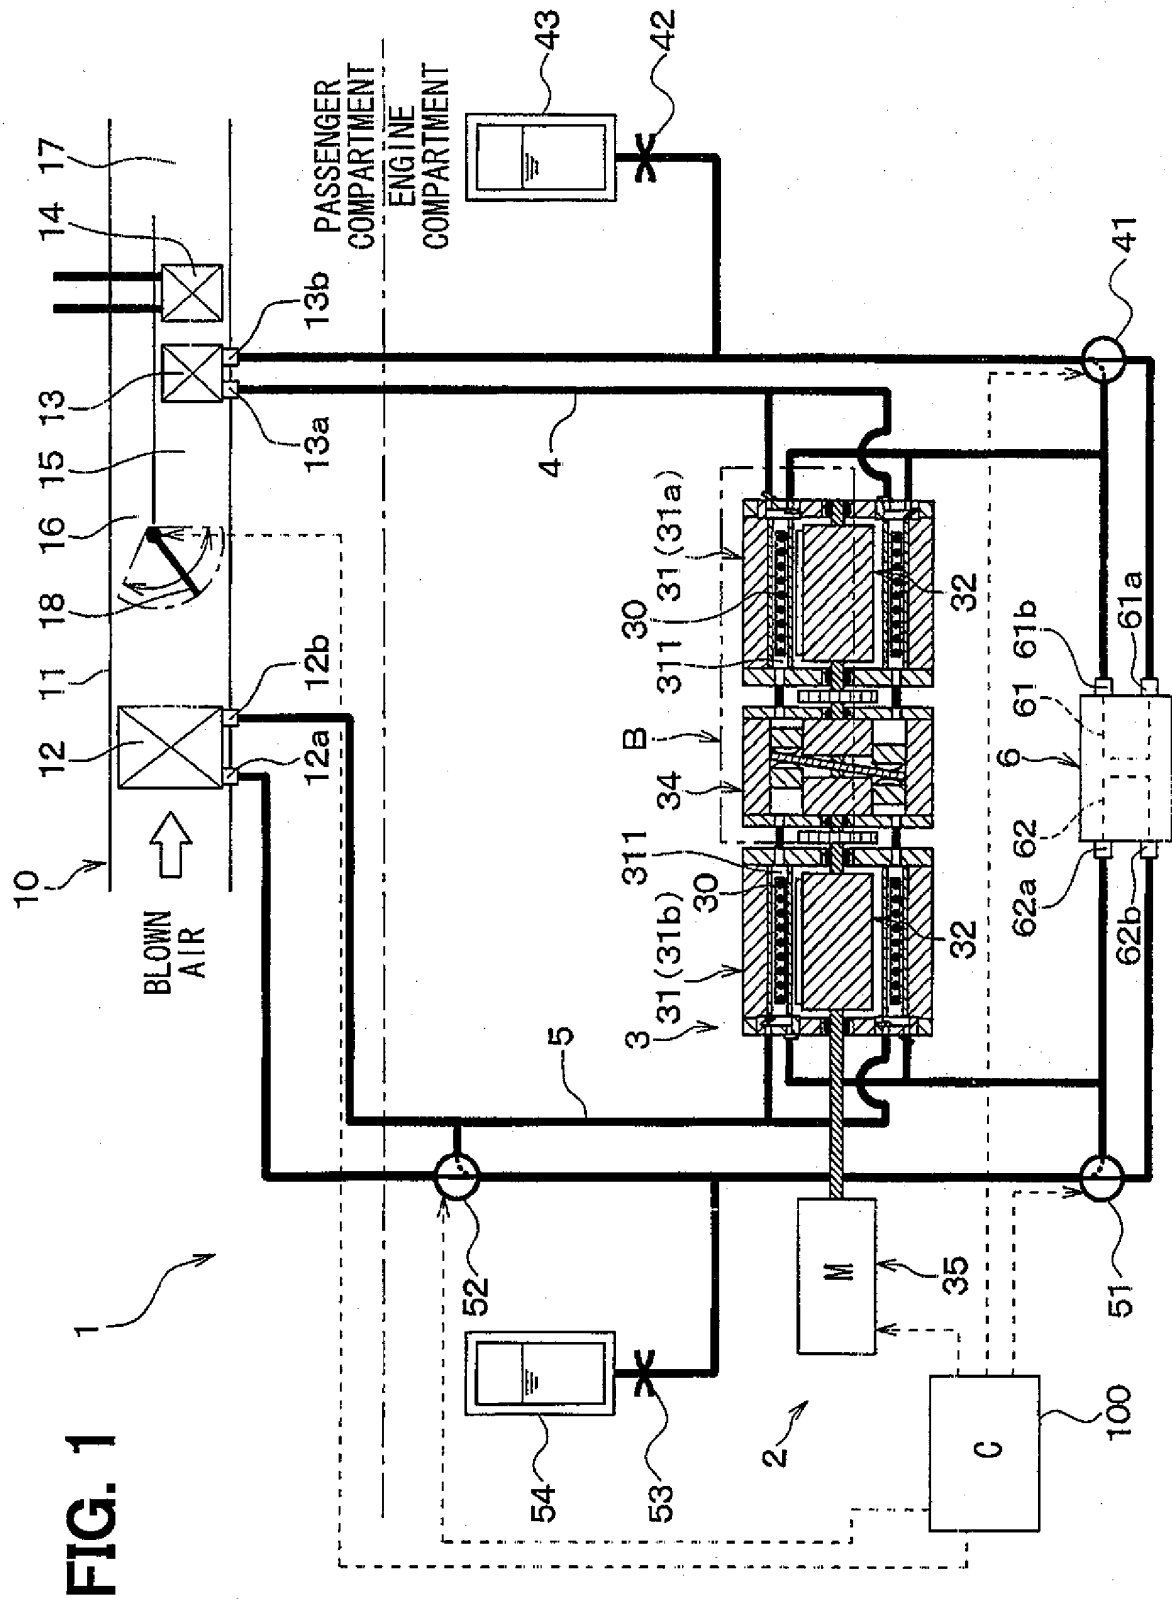 FIG. 1
1
10
BLOWN
AIR
11
12
12a
12b
18
16
15
13
13a
13b
14
17
PASSENGER
COMPARTMENT
ENGINE
COMPARTMENT
43
42
4
5
52
54
53
2
3
31(31b)
30
311
32
34
B
311
30
31(31a)
32
M
35
C
100
51
41
6
62a
62
62b
61
61b
61a